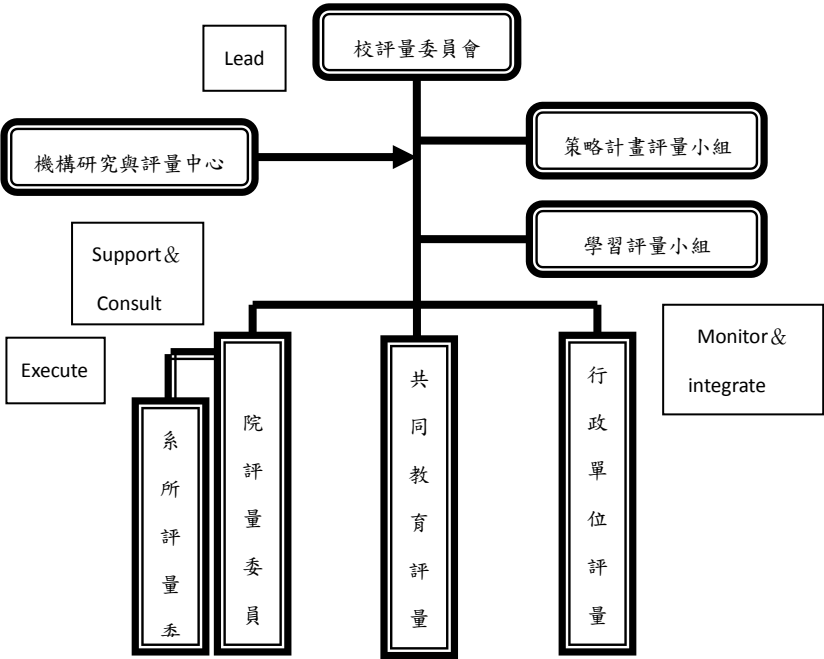 Lead
校評量委員會
機構研究與評量中心
策略計畫評量小組
學習評量小組
Support＆
Consult
Monitor＆
integrate
Execute
系所評量委
院評量委員
共同教育評量
行政單位評量